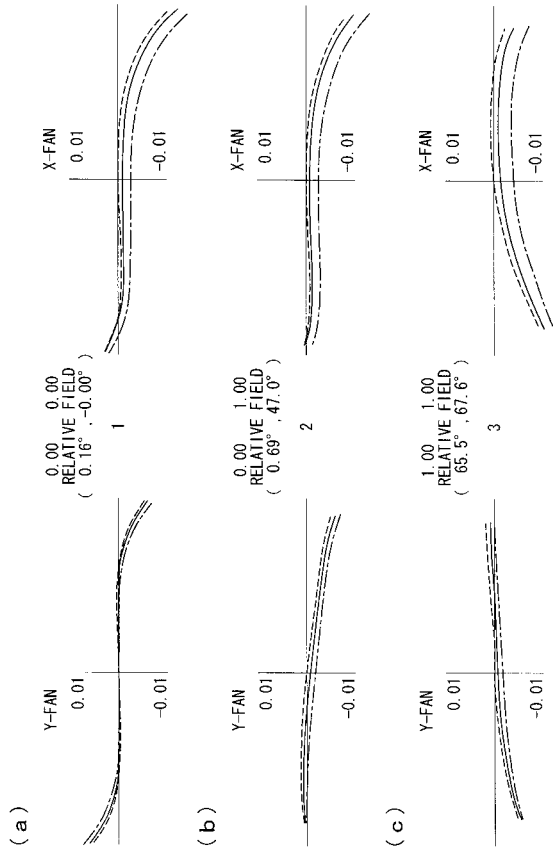 (a)
Y-FAN
0.01
-0.01
0.00 0.00
RELATIVE FIELD
( 0.16° ,-0.00° )
1
X-FAN
0.01
-0.01
(b)
Y-FAN
0.01
-0.01
0.00 1.00
RELATIVE FIELD
( 0.69° ,47.0° )
2
X-FAN
0.01
-0.01
(c)
Y-FAN
0.01
-0.01
1.00 1.00
RELATIVE FIELD
( 65.5° ,67.6° )
3
X-FAN
0.01
-0.01